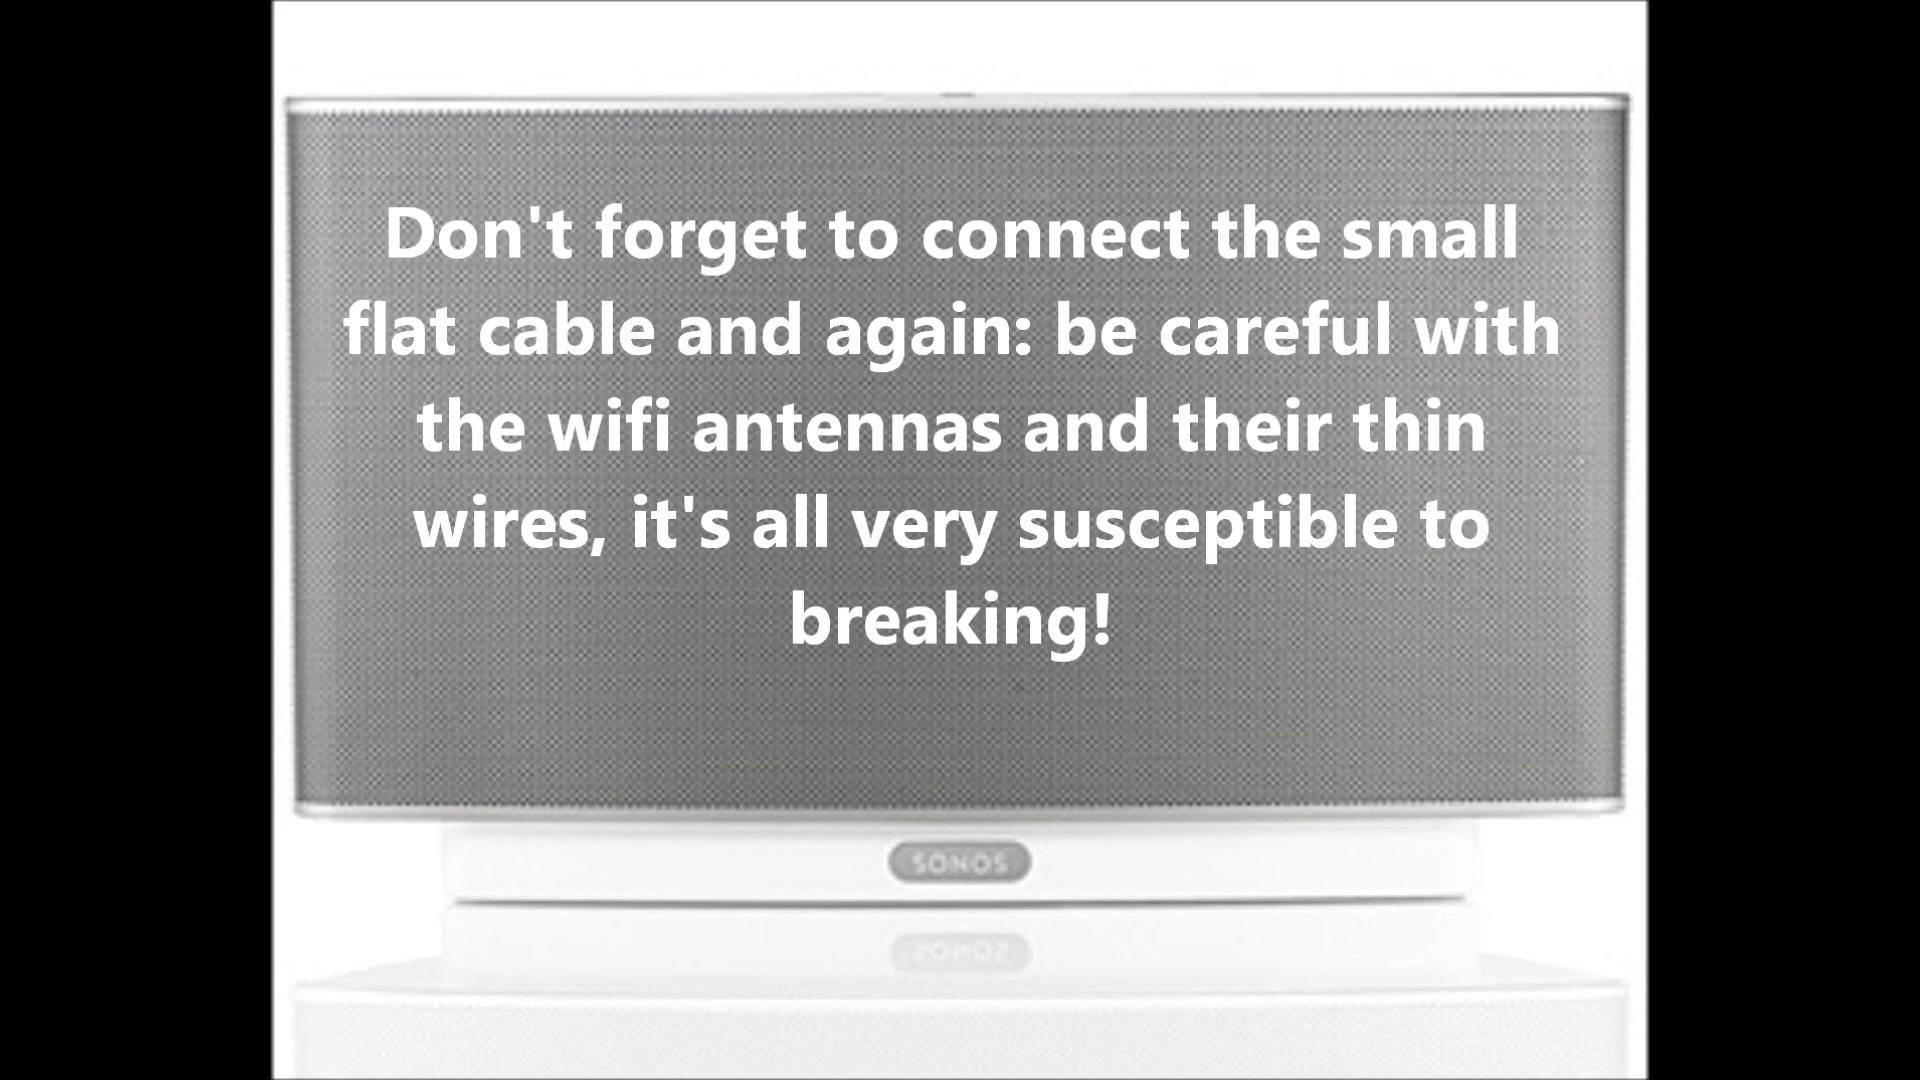 Don't forget to connect the small
flat cable and again: be careful with
the wifi antennas and their thin
wires, it's all very susceptible to
breaking!
SONOS